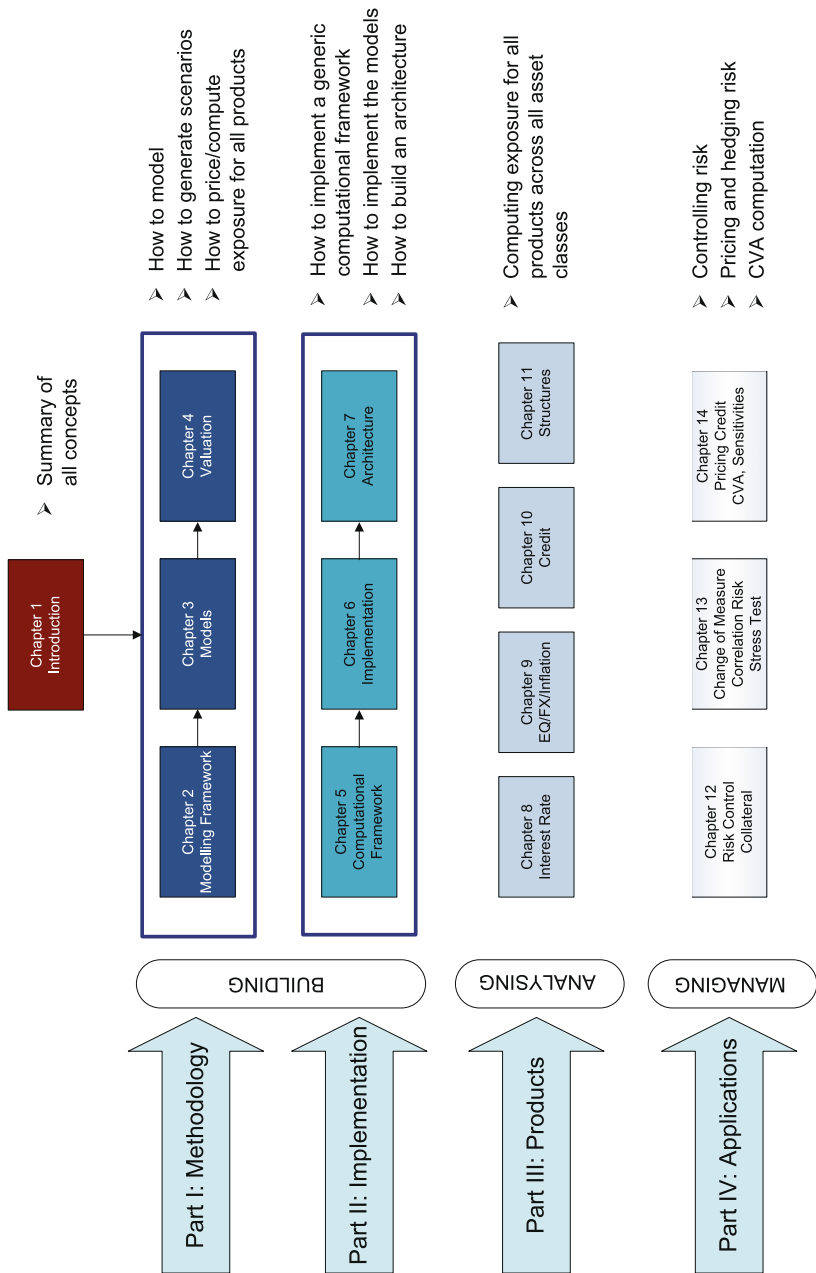 Chapter 1
Introduction
➢ Summary of
all concepts
Part I: Methodology
BUILDING
Chapter 2
Modelling Framework
Chapter 3
Models
Chapter 4
Valuation
➢ How to model
➢ How to generate scenarios
➢ How to price/compute
exposure for all products
Part II: Implementation
Chapter 5
Computational
Framework
Chapter 6
Implementation
Chapter 7
Architecture
➢ How to implement a generic
computational framework
➢ How to implement the models
➢ How to build an architecture
Part III: Products
ANALYSING
Chapter 8
Interest Rate
Chapter 9
EQ/FX/Inflation
Chapter 10
Credit
Chapter 11
Structures
➢ Computing exposure for all
products across all asset
classes
Part IV: Applications
MANAGING
Chapter 12
Risk Control
Collateral
Chapter 13
Change of Measure
Correlation Risk
Stress Test
Chapter 14
Pricing Credit
CVA, Sensitivities
➢ Controlling risk
➢ Pricing and hedging risk
➢ CVA computation